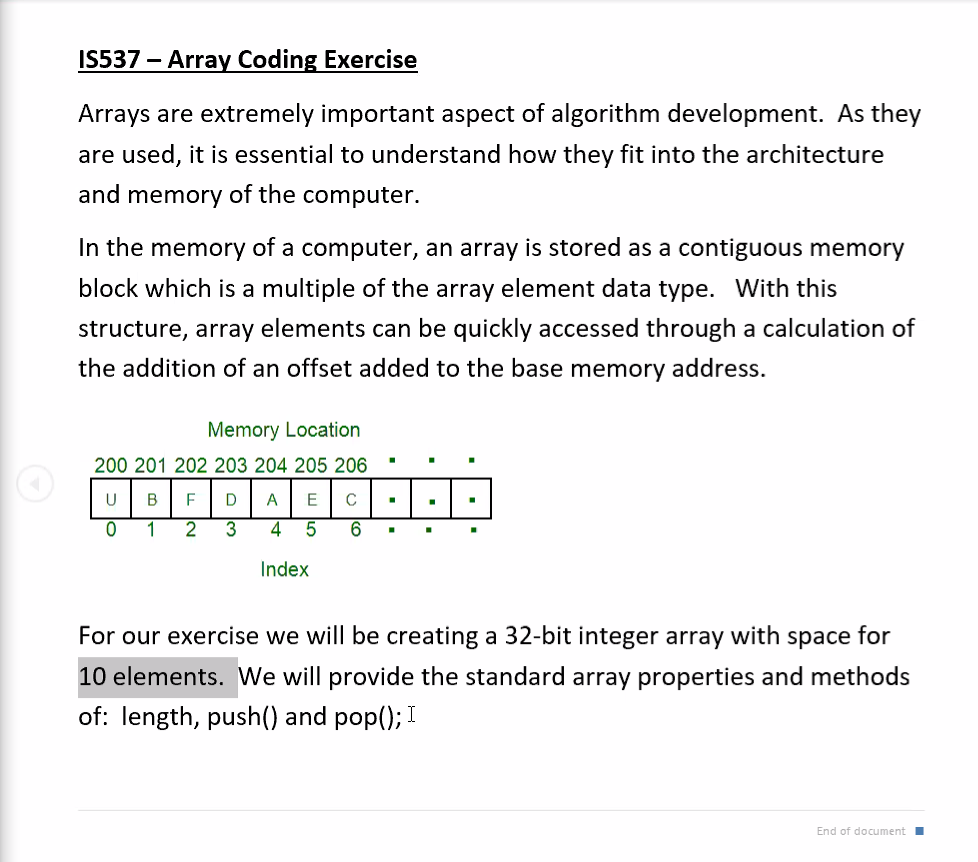 IS537 – Array Coding Exercise
Arrays are extremely important aspect of algorithm development.  As they
are used, it is essential to understand how they fit into the architecture
and memory of the computer.
In the memory of a computer, an array is stored as a contiguous memory
block which is a multiple of the array element data type.   With this
structure, array elements can be quickly accessed through a calculation of
the addition of an offset added to the base memory address.
Memory Location
200 201 202 203 204 205 206 . . .
U B F D A E C . . .
0 1 2 3 4 5 6 . . .
Index
For our exercise we will be creating a 32-bit integer array with space for
10 elements.  We will provide the standard array properties and methods
of:  length, push() and pop();
End of document